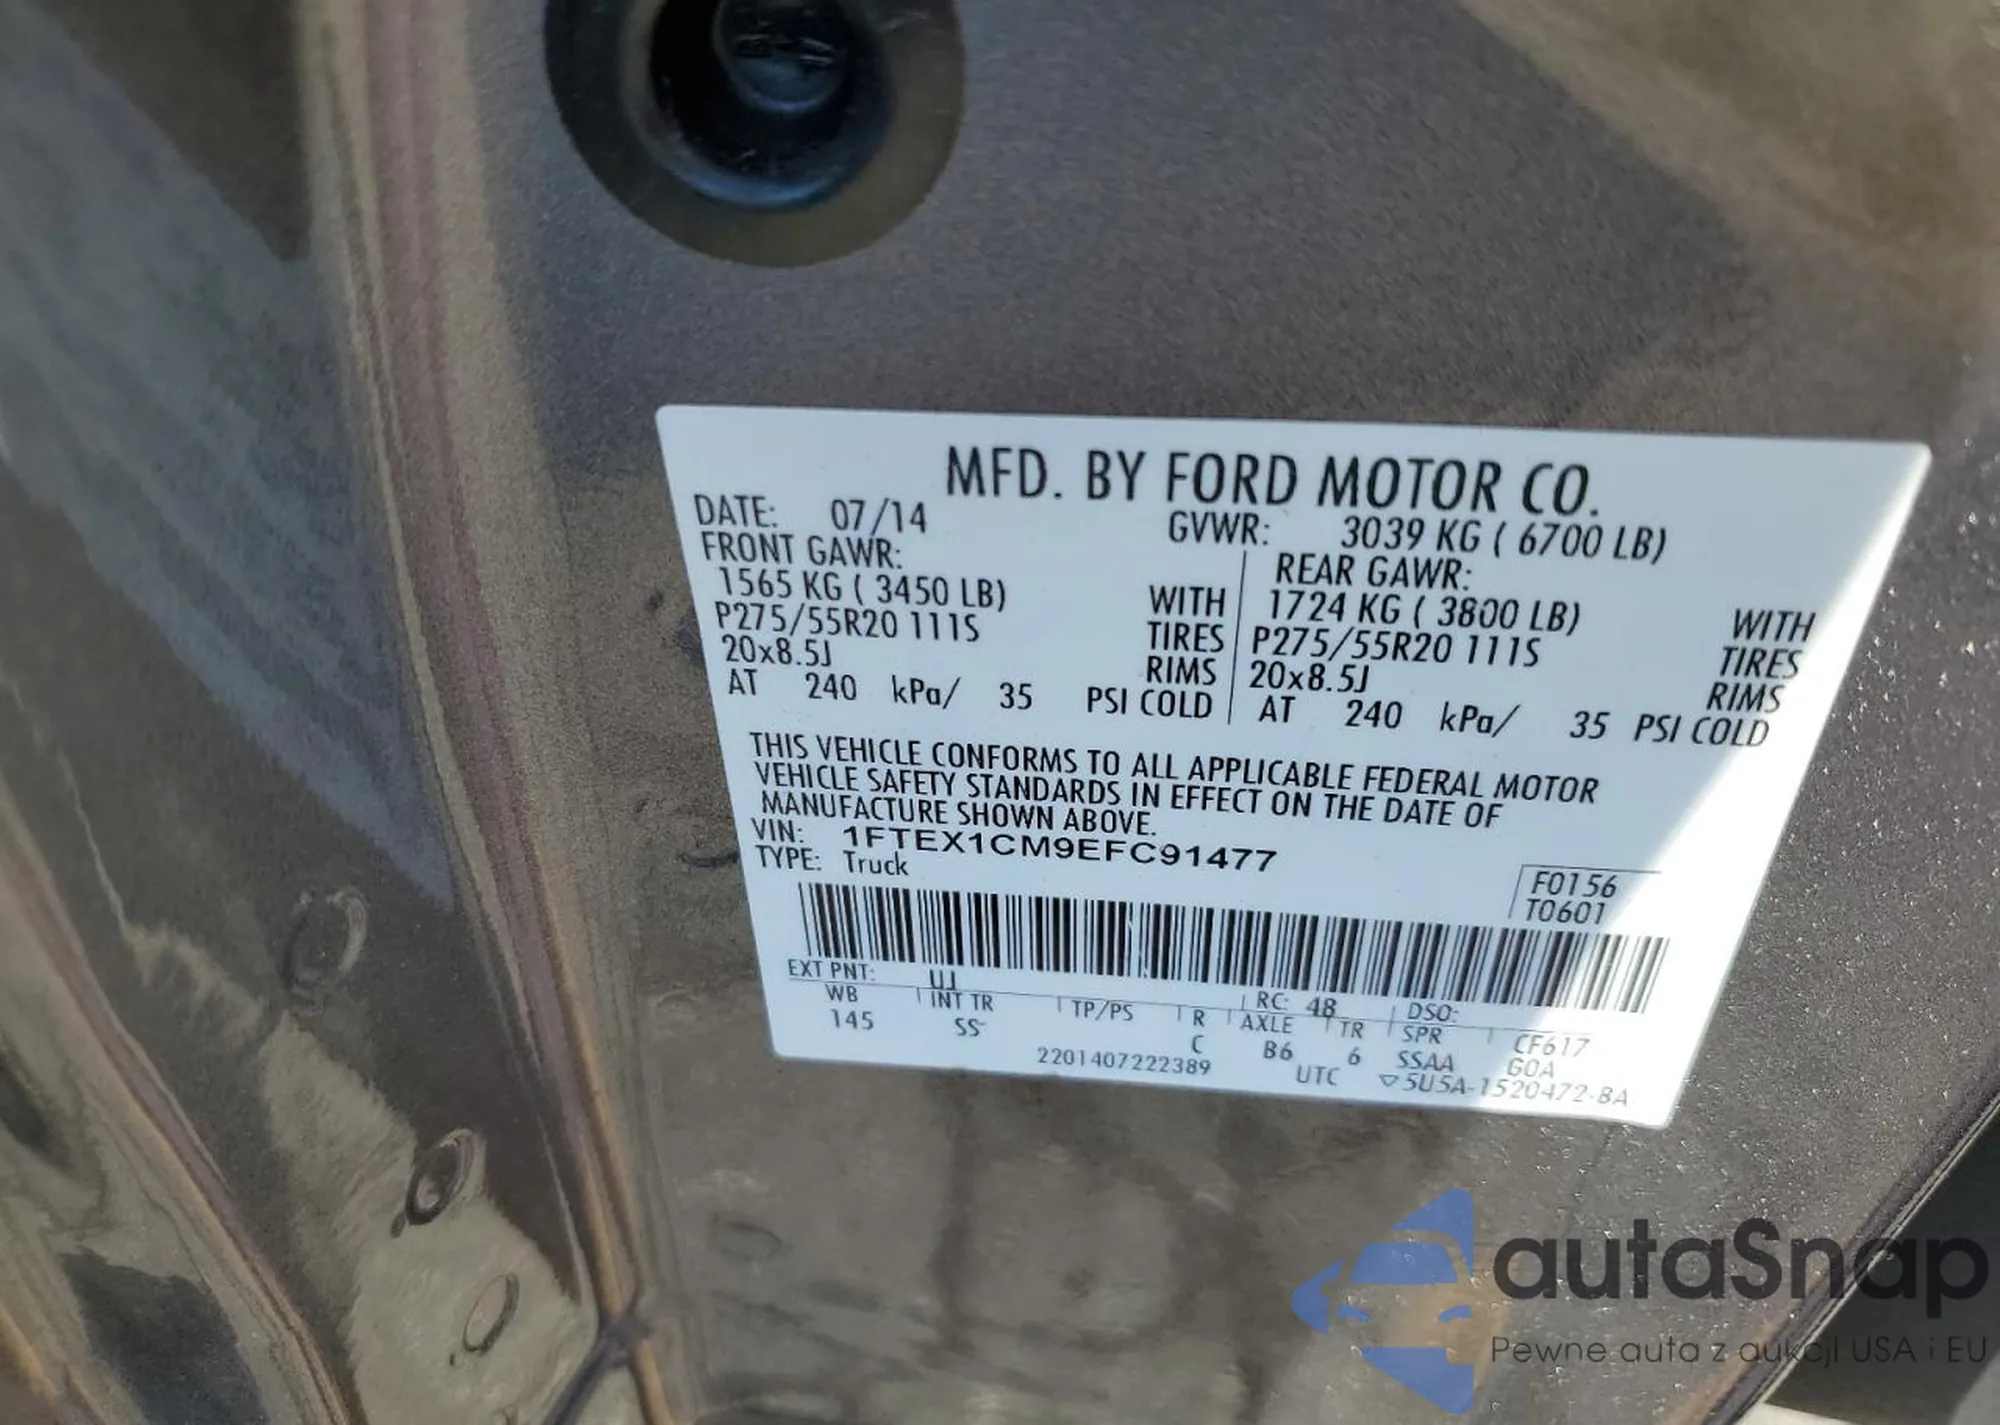 MFD. BY FORD MOTOR CO.
DATE: 07/14 GVWR: 3039 KG ( 6700 LB)
FRONT GAWR: REAR GAWR:
1565 KG ( 3450 LB) WITH 1724 KG ( 3800 LB) WITH
P275/55R20 111S TIRES P275/55R20 111S TIRES
20x8.5J RIMS 20x8.5J RIMS
AT 240 kPa/ 35 PSI COLD AT 240 kPa/ 35 PSI COLD
THIS VEHICLE CONFORMS TO ALL APPLICABLE FEDERAL MOTOR
VEHICLE SAFETY STANDARDS IN EFFECT ON THE DATE OF
MANUFACTURE SHOWN ABOVE.
VIN: 1FTEX1CM9EFC91477
TYPE: Truck
F0156
T0601
EXT PNT: UJ RC: 48 DSO:
WB INT TR TP/PS R AXLE TR SPR CF617
145 SS C B6 6 SSAA GOA
2201407222389 UTC ▽5U5A-1520472-BA
autaSnap
Pewne auta z aukcji USA i EU